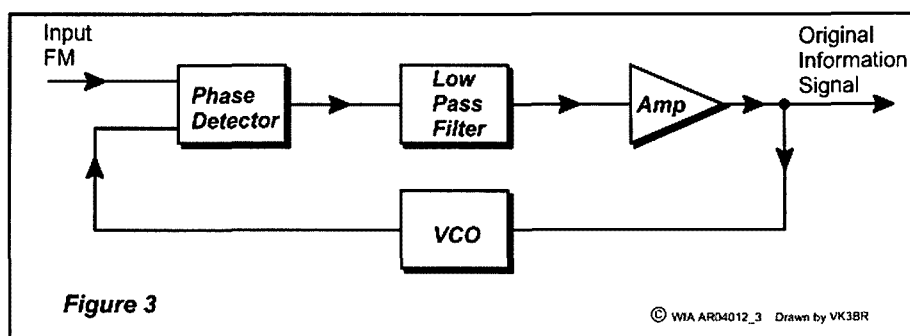 Input
FM
Phase
Detector
Low
Pass
Filter
Amp
Original
Information
Signal
VCO
Figure 3
© WIA AR04012_3 Drawn by VK3BR